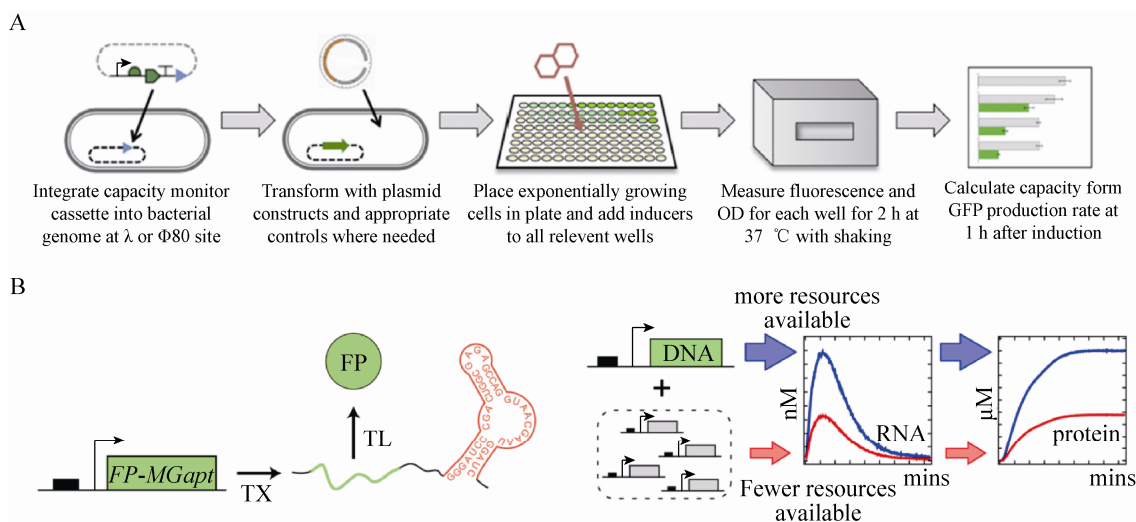 A
Integrate capacity monitor
cassette into bacterial
genome at λ or Φ80 site
Transform with plasmid
constructs and appropriate
controls where needed
Place exponentially growing
cells in plate and add inducers
to all relevent wells
Measure fluorescence and
OD for each well for 2 h at
37 ℃ with shaking
Calculate capacity form
GFP production rate at
1 h after induction
B
FP-MGapt
TX
FP
TL
DNA
+
more resources
available
Fewer resources
available
nM
RNA
mins
μM
protein
mins